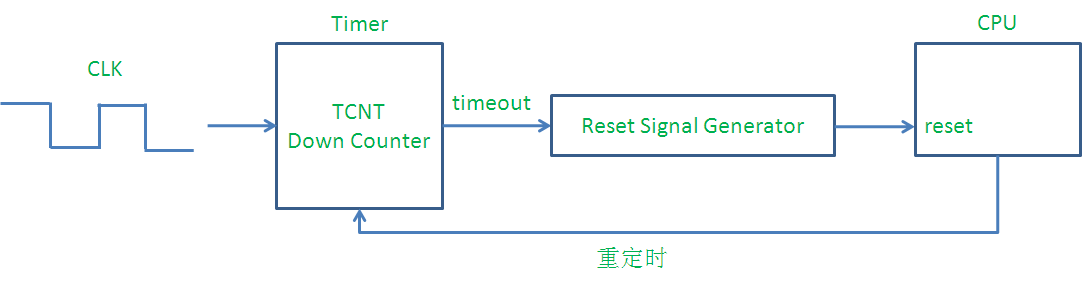 Timer
CPU
CLK
TCNT
Down Counter
timeout
Reset Signal Generator
reset
重定时